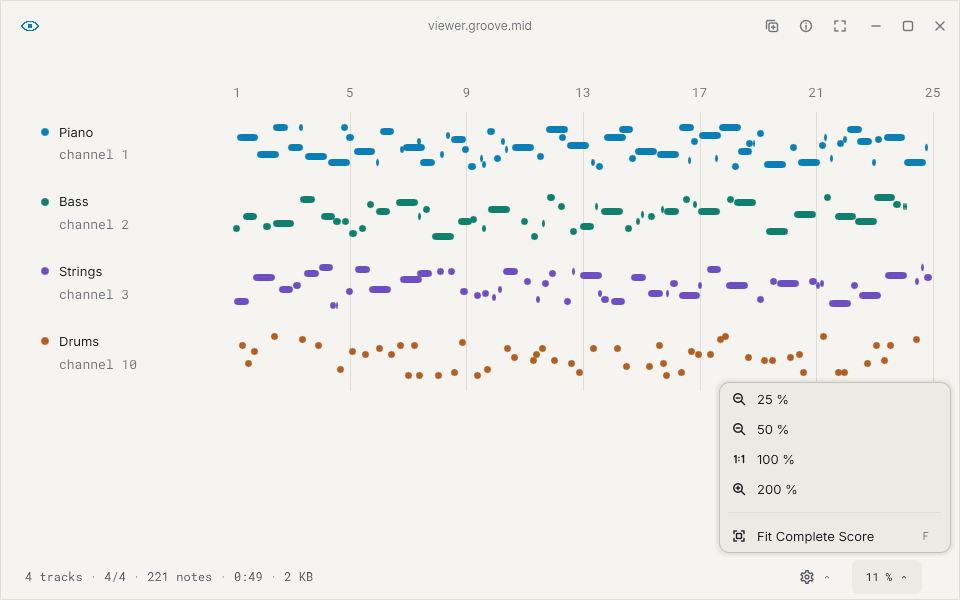 viewer.groove.mid
1 5 9 13 17 21 25
Piano
channel 1
Bass
channel 2
Strings
channel 3
Drums
channel 10
25 %
50 %
1:1 100 %
200 %
Fit Complete Score F
4 tracks · 4/4 · 221 notes · 0:49 · 2 KB
11 %